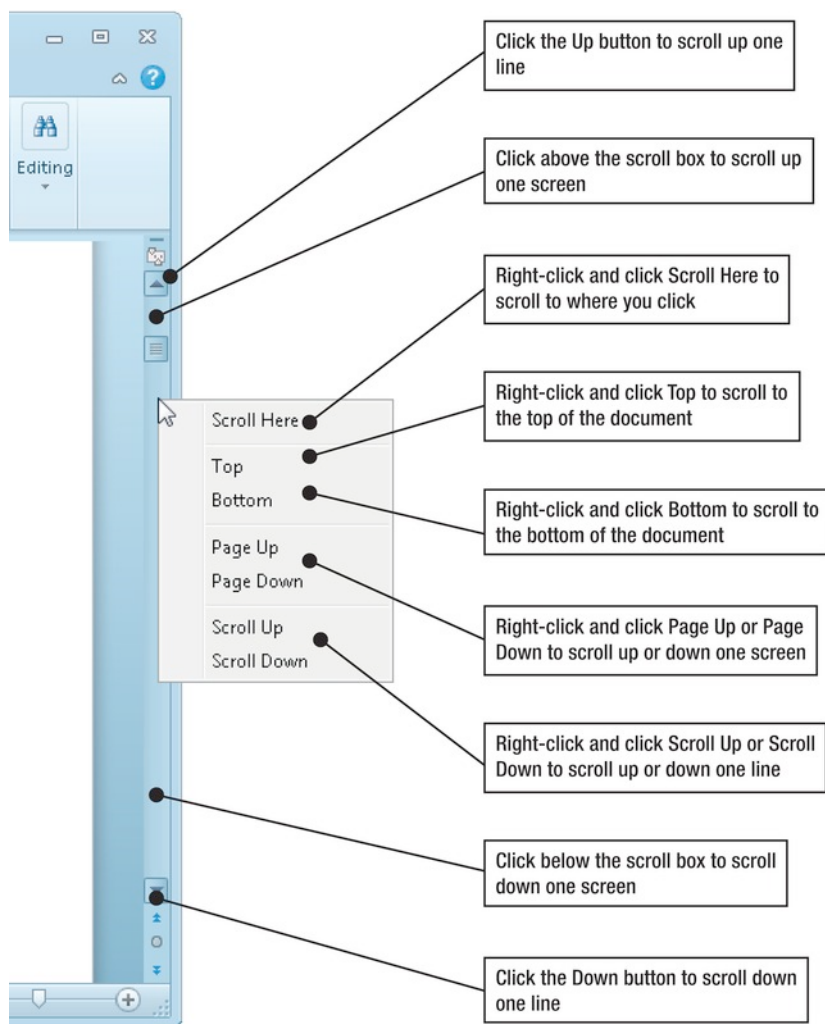 Click the Up button to scroll up one
line
Editing
Click above the scroll box to scroll up
one screen
Right-click and click Scroll Here to
scroll to where you click
Right-click and click Top to scroll to
the top of the document
Scroll Here
Top
Bottom
Page Up
Page Down
Scroll Up
Scroll Down
Right-click and click Bottom to scroll to
the bottom of the document
Right-click and click Page Up or Page
Down to scroll up or down one screen
Right-click and click Scroll Up or Scroll
Down to scroll up or down one line
Click below the scroll box to scroll
down one screen
Click the Down button to scroll down
one line